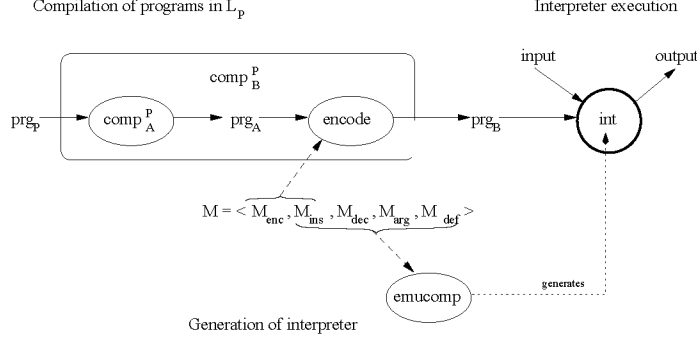 Compilation of programs in L_P
Interpreter execution
comp^P_B
input
output
prg_P
comp^P_A
prg_A
encode
prg_B
int
M = < M_enc , M_ins , M_dec , M_arg , M_def >
emucomp
generates
Generation of interpreter